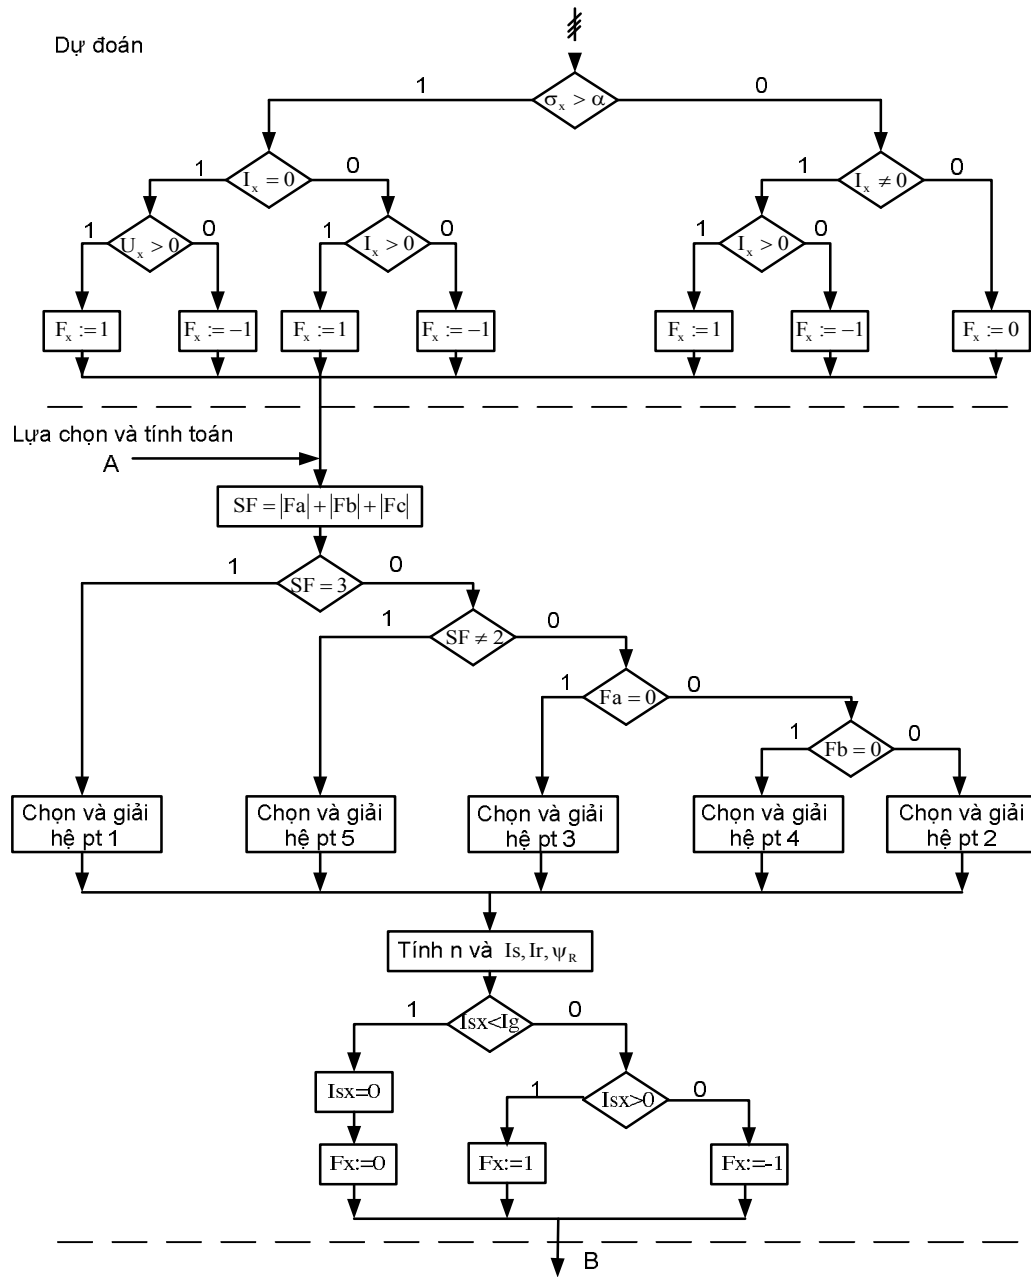 Dự đoán
σx > α
1
0
Ix = 0
Ix ≠ 0
1
0
1
0
Ux > 0
Ix > 0
Ix > 0
1
0
1
0
1
0
Fx := 1
Fx := −1
Fx := 1
Fx := −1
Fx := 1
Fx := −1
Fx := 0
Lựa chọn và tính toán
A
SF = |Fa| + |Fb| + |Fc|
SF = 3
1
0
SF ≠ 2
1
0
Fa = 0
1
0
Fb = 0
1
0
Chọn và giải
hệ pt 1
Chọn và giải
hệ pt 5
Chọn và giải
hệ pt 3
Chọn và giải
hệ pt 4
Chọn và giải
hệ pt 2
Tính n và Is, Ir, ψR
Isx<Ig
1
0
Isx=0
Isx>0
1
0
Fx:=0
Fx:=1
Fx:=-1
B